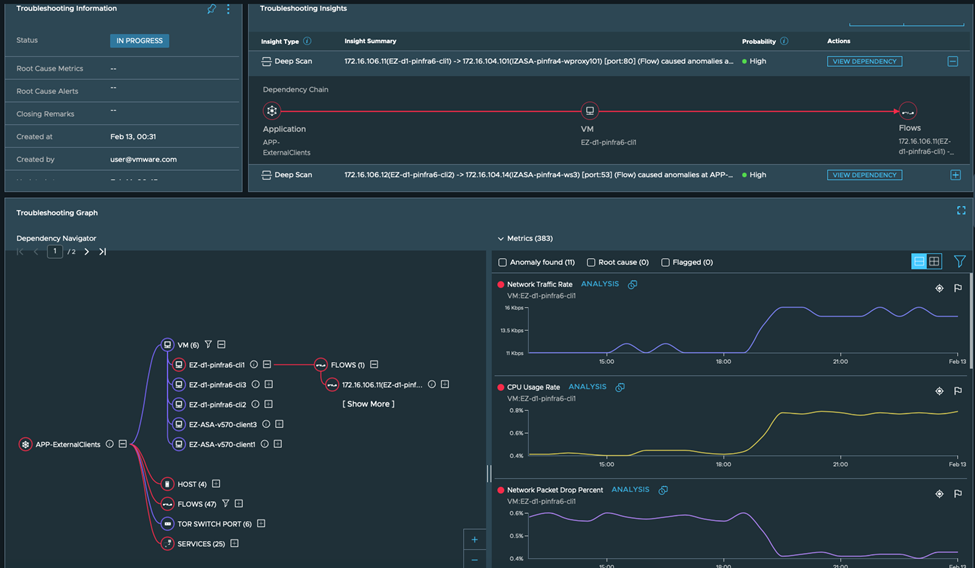 Troubleshooting Information
Status
IN PROGRESS
Root Cause Metrics
--
Root Cause Alerts
--
Closing Remarks
--
Created at
Feb 13, 00:31
Created by
user@vmware.com
Troubleshooting Insights
Insight Type
Insight Summary
Probability
Actions
Deep Scan
172.16.106.11(EZ-d1-pinfra6-cli1) -> 172.16.104.101(IZASA-pinfra4-wproxy101) [port:80] (Flow) caused anomalies a...
High
VIEW DEPENDENCY
Dependency Chain
Application
APP-
ExternalClients
VM
EZ-d1-pinfra6-cli1
Flows
172.16.106.11(EZ-
d1-pinfra6-cli1) -...
Deep Scan
172.16.106.12(EZ-d1-pinfra6-cli2) -> 172.16.104.14(IZASA-pinfra4-ws3) [port:53] (Flow) caused anomalies at APP-...
High
VIEW DEPENDENCY
Troubleshooting Graph
Dependency Navigator
1 / 2
VM (6)
EZ-d1-pinfra6-cli1
FLOWS (1)
EZ-d1-pinfra6-cli3
172.16.106.11(EZ-d1-pinf...
EZ-d1-pinfra6-cli2
[ Show More ]
EZ-ASA-v570-client3
EZ-ASA-v570-client1
APP-ExternalClients
HOST (4)
FLOWS (47)
TOR SWITCH PORT (6)
SERVICES (25)
Metrics (383)
Anomaly found (11)
Root cause (0)
Flagged (0)
Network Traffic Rate ANALYSIS
VM:EZ-d1-pinfra6-cli1
16 Kbps
13.5 Kbps
11 Kbps
15:00
18:00
21:00
Feb 13
CPU Usage Rate ANALYSIS
VM:EZ-d1-pinfra6-cli1
0.8%
0.6%
0.4%
15:00
18:00
21:00
Feb 13
Network Packet Drop Percent ANALYSIS
VM:EZ-d1-pinfra6-cli1
0.6%
0.5%
0.4%
15:00
18:00
21:00
Feb 13